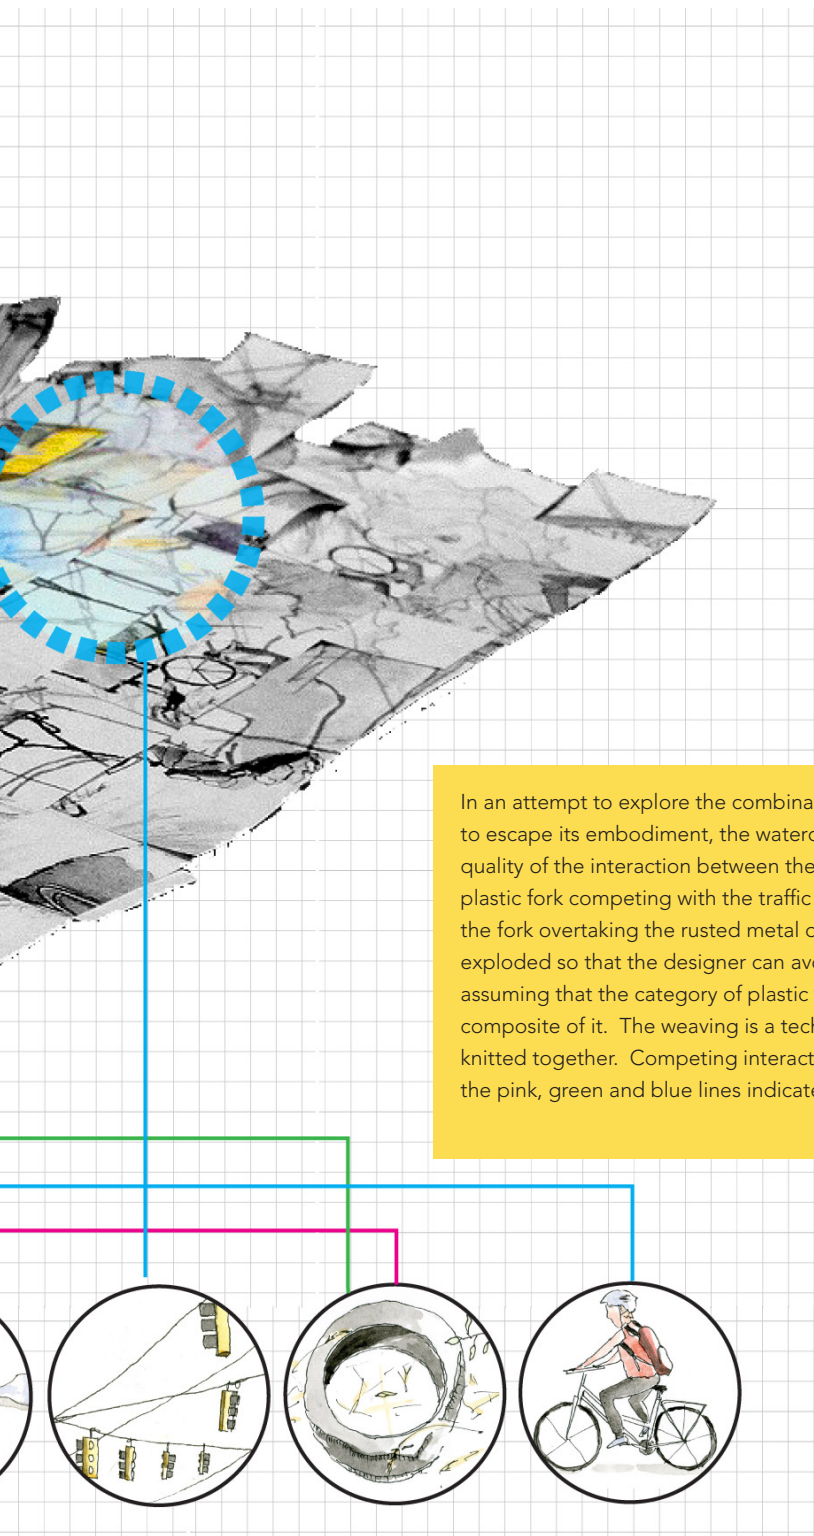 In an attempt to explore the combina
to escape its embodiment, the waterc
quality of the interaction between the
plastic fork competing with the traffic
the fork overtaking the rusted metal c
exploded so that the designer can avo
assuming that the category of plastic
composite of it.  The weaving is a tech
knitted together.  Competing interact
the pink, green and blue lines indicate